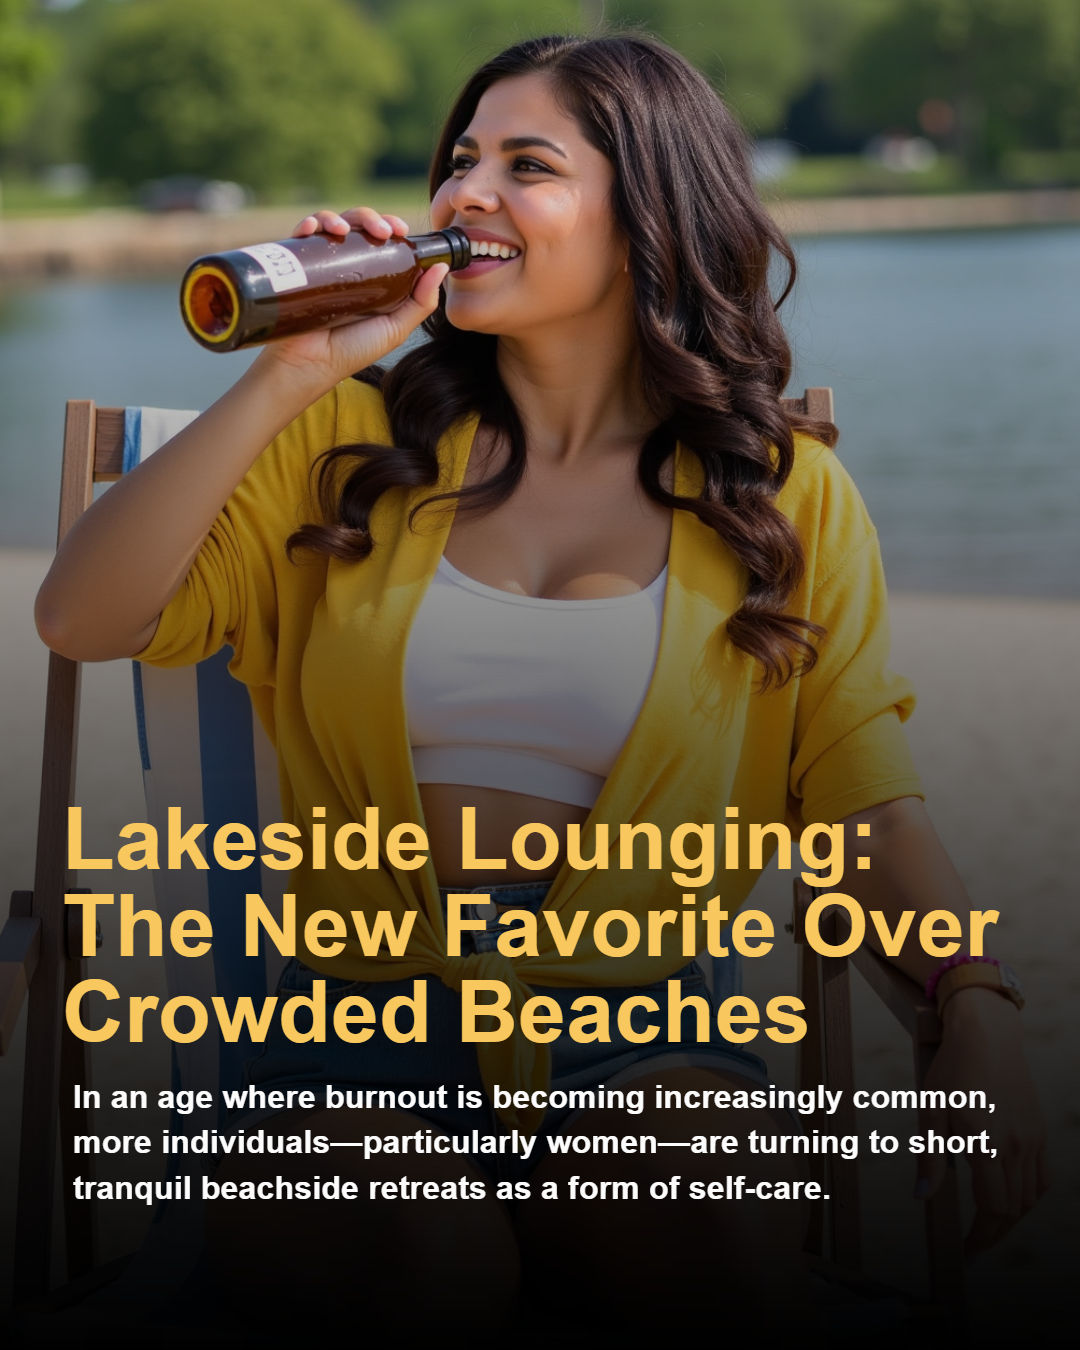 Lakeside Lounging:
The New Favorite Over
Crowded Beaches
In an age where burnout is becoming increasingly common,
more individuals—particularly women—are turning to short,
tranquil beachside retreats as a form of self-care.